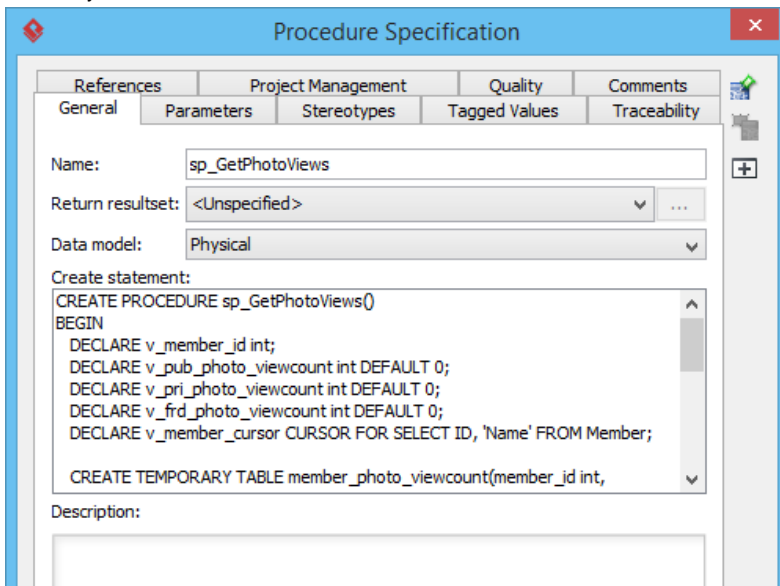 Procedure Specification
References Project Management Quality Comments
General Parameters Stereotypes Tagged Values Traceability
Name: sp_GetPhotoViews
Return resultset: <Unspecified> ...
Data model: Physical
Create statement:
CREATE PROCEDURE sp_GetPhotoViews()
BEGIN
DECLARE v_member_id int;
DECLARE v_pub_photo_viewcount int DEFAULT 0;
DECLARE v_pri_photo_viewcount int DEFAULT 0;
DECLARE v_frd_photo_viewcount int DEFAULT 0;
DECLARE v_member_cursor CURSOR FOR SELECT ID, 'Name' FROM Member;
CREATE TEMPORARY TABLE member_photo_viewcount(member_id int,
Description: